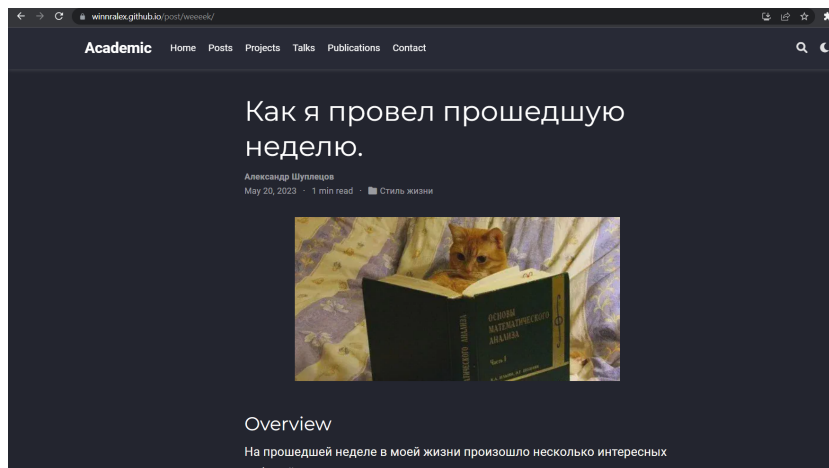 winnralex.github.io/post/weeeek/
Academic Home Posts Projects Talks Publications Contact
Как я провел прошедшую
неделю.
Александр Шуплецов
May 20, 2023 · 1 min read · Стиль жизни
ОСНОВЫ
МАТЕМАТИЧЕСКОГО
АНАЛИЗА
Часть I
Overview
На прошедшей неделе в моей жизни произошло несколько интересных